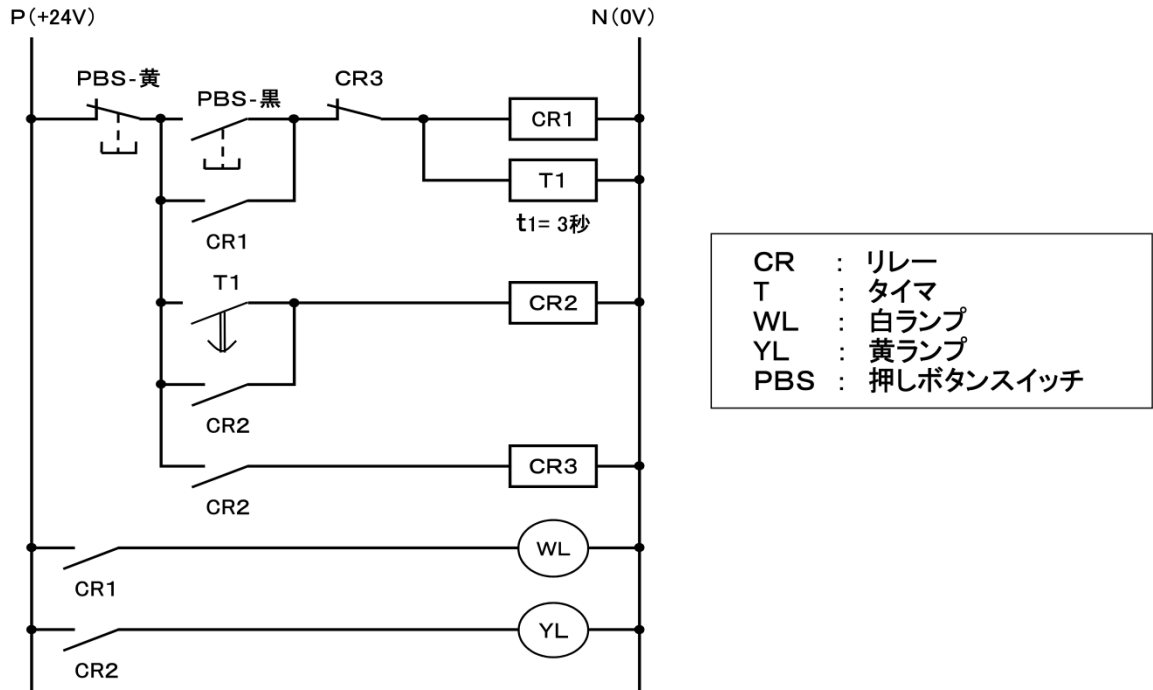 P(+24V)
N(0V)
PBS-黄
PBS-黒
CR3
CR1
T1
t1= 3秒
CR1
T1
CR2
CR2
CR3
CR2
WL
CR1
YL
CR2
CR : リレー
T : タイマ
WL : 白ランプ
YL : 黄ランプ
PBS : 押しボタンスイッチ